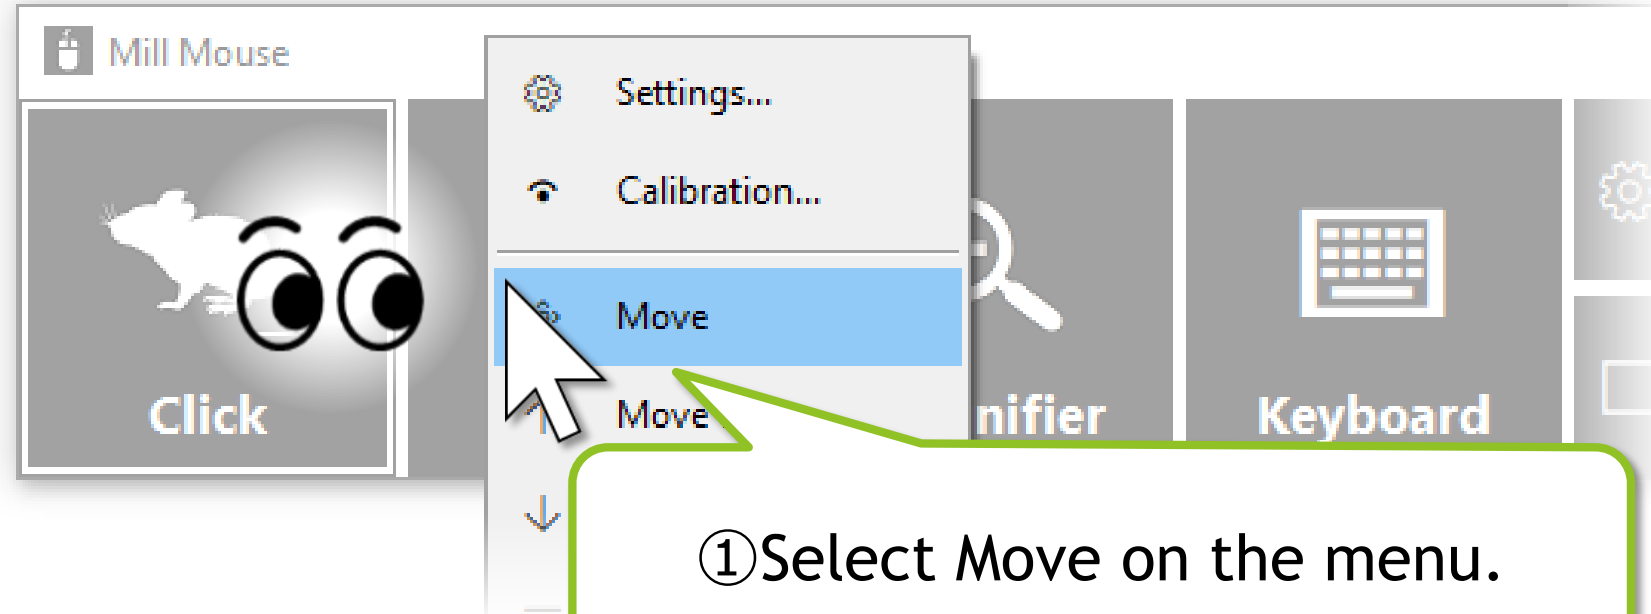 Mill Mouse
Settings...
Calibration...
Move
Move
Click
nifier
Keyboard
①Select Move on the menu.